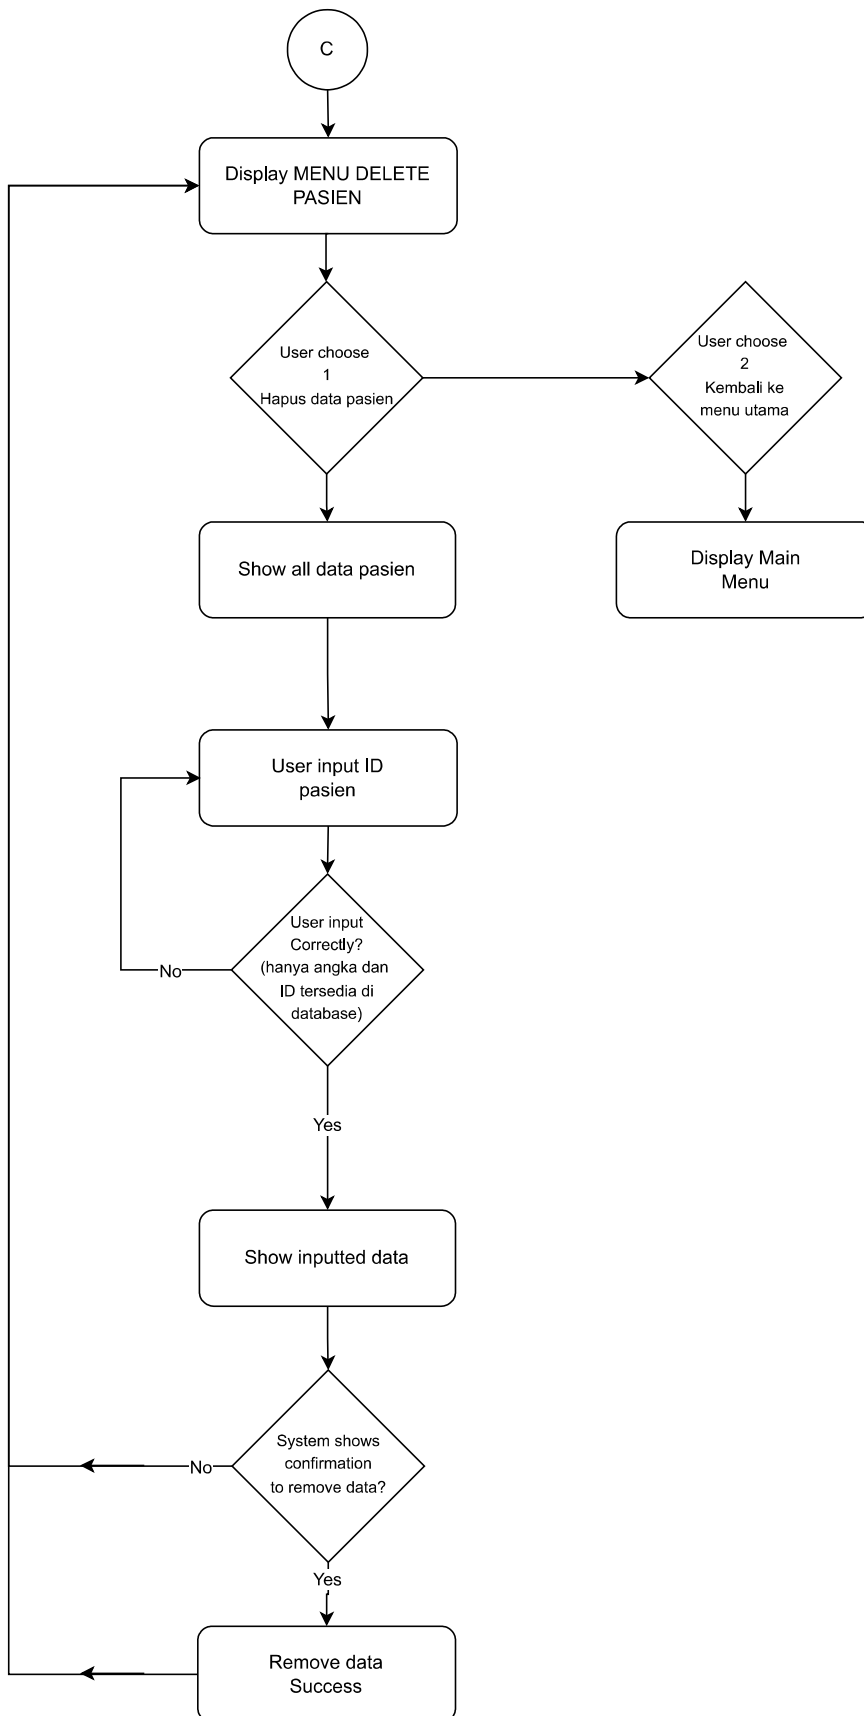 C
Display MENU DELETE
PASIEN
User choose
1
Hapus data pasien
User choose
2
Kembali ke
menu utama
Show all data pasien
Display Main
Menu
User input ID
pasien
User input
Correctly?
(hanya angka dan
ID tersedia di
database)
No
Yes
Show inputted data
System shows
confirmation
to remove data?
No
Yes
Remove data
Success